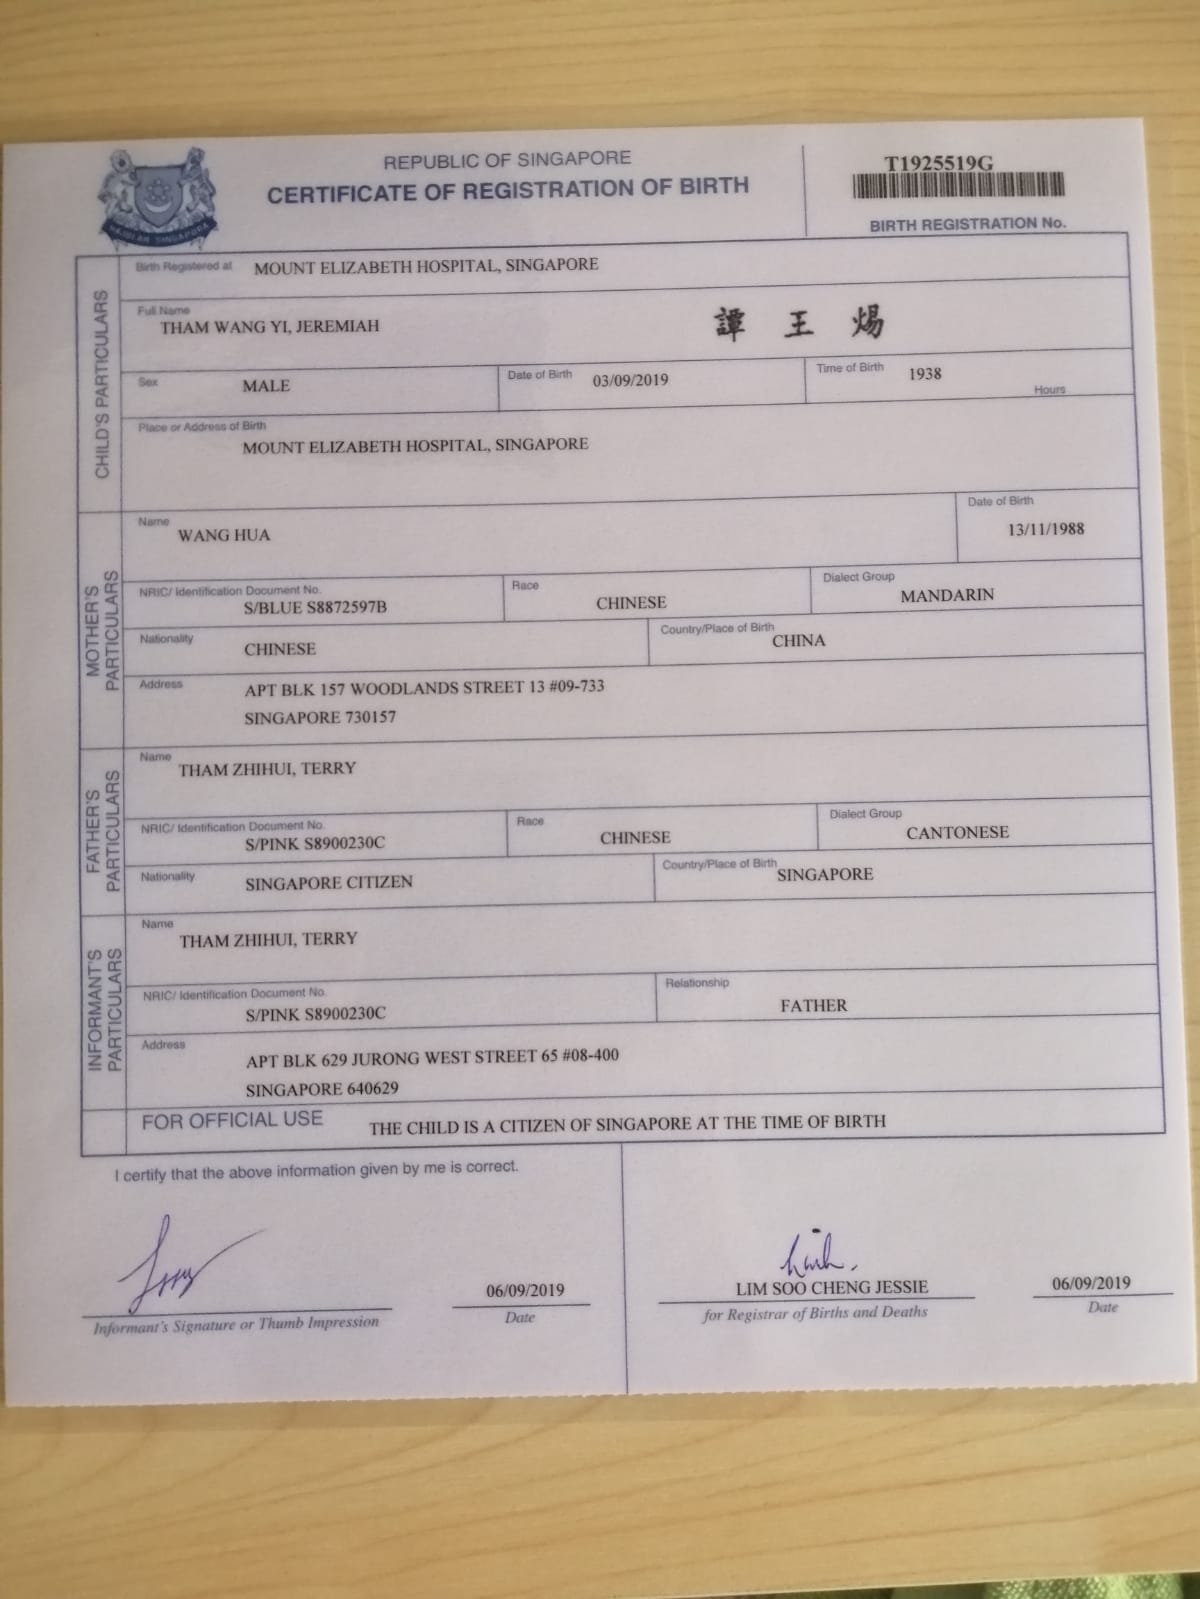 REPUBLIC OF SINGAPORE
CERTIFICATE OF REGISTRATION OF BIRTH
T1925519G
BIRTH REGISTRATION No.
MAJULAH SINGAPURA
CHILD'S PARTICULARS
Birth Registered at MOUNT ELIZABETH HOSPITAL, SINGAPORE
Full Name
THAM WANG YI, JEREMIAH 譚 王 煬
Sex MALE
Date of Birth 03/09/2019
Time of Birth 1938 Hours
Place or Address of Birth
MOUNT ELIZABETH HOSPITAL, SINGAPORE
MOTHER'S PARTICULARS
Name
WANG HUA
Date of Birth
13/11/1988
NRIC/ Identification Document No.
S/BLUE S8872597B
Race
CHINESE
Dialect Group
MANDARIN
Nationality
CHINESE
Country/Place of Birth
CHINA
Address
APT BLK 157 WOODLANDS STREET 13 #09-733
SINGAPORE 730157
FATHER'S PARTICULARS
Name
THAM ZHIHUI, TERRY
NRIC/ Identification Document No.
S/PINK S8900230C
Race
CHINESE
Dialect Group
CANTONESE
Nationality
SINGAPORE CITIZEN
Country/Place of Birth
SINGAPORE
INFORMANT'S PARTICULARS
Name
THAM ZHIHUI, TERRY
NRIC/ Identification Document No.
S/PINK S8900230C
Relationship
FATHER
Address
APT BLK 629 JURONG WEST STREET 65 #08-400
SINGAPORE 640629
FOR OFFICIAL USE THE CHILD IS A CITIZEN OF SINGAPORE AT THE TIME OF BIRTH
I certify that the above information given by me is correct.
06/09/2019
Informant's Signature or Thumb Impression
Date
LIM SOO CHENG JESSIE
for Registrar of Births and Deaths
06/09/2019
Date